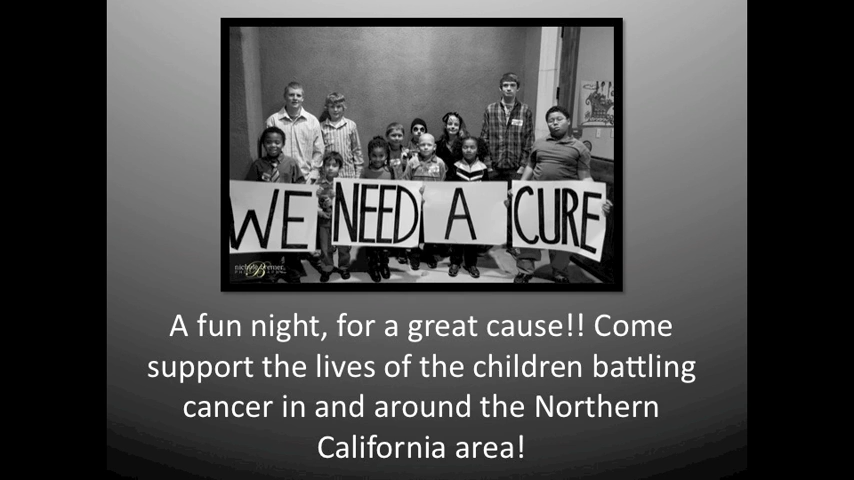 WE NEED A CURE
A fun night, for a great cause!! Come
support the lives of the children battling
cancer in and around the Northern
California area!